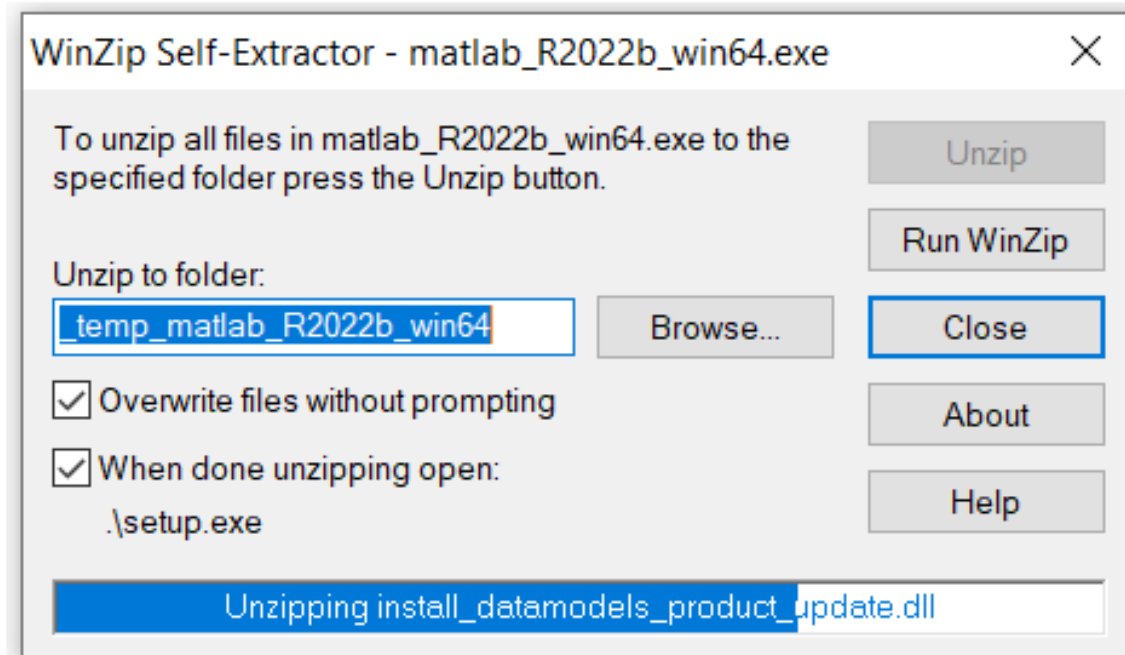 WinZip Self-Extractor - matlab_R2022b_win64.exe
To unzip all files in matlab_R2022b_win64.exe to the
specified folder press the Unzip button.
Unzip
Run WinZip
Unzip to folder:
_temp_matlab_R2022b_win64
Browse...
Close
Overwrite files without prompting
About
When done unzipping open:
.\setup.exe
Help
Unzipping install_datamodels_product_update.dll